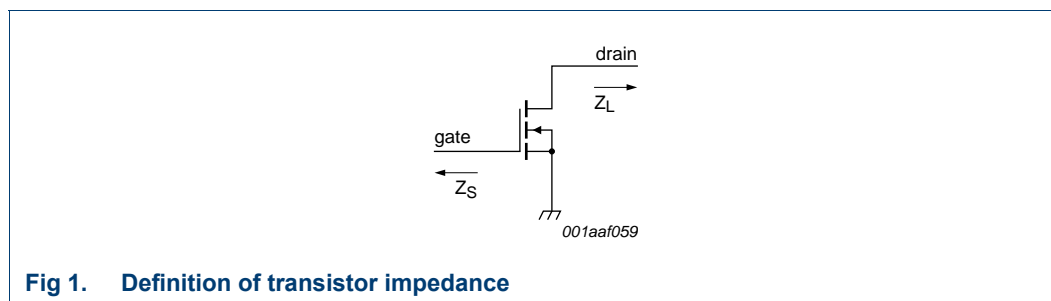 drain
Z_L
gate
Z_S
001aaf059
Fig 1. Definition of transistor impedance